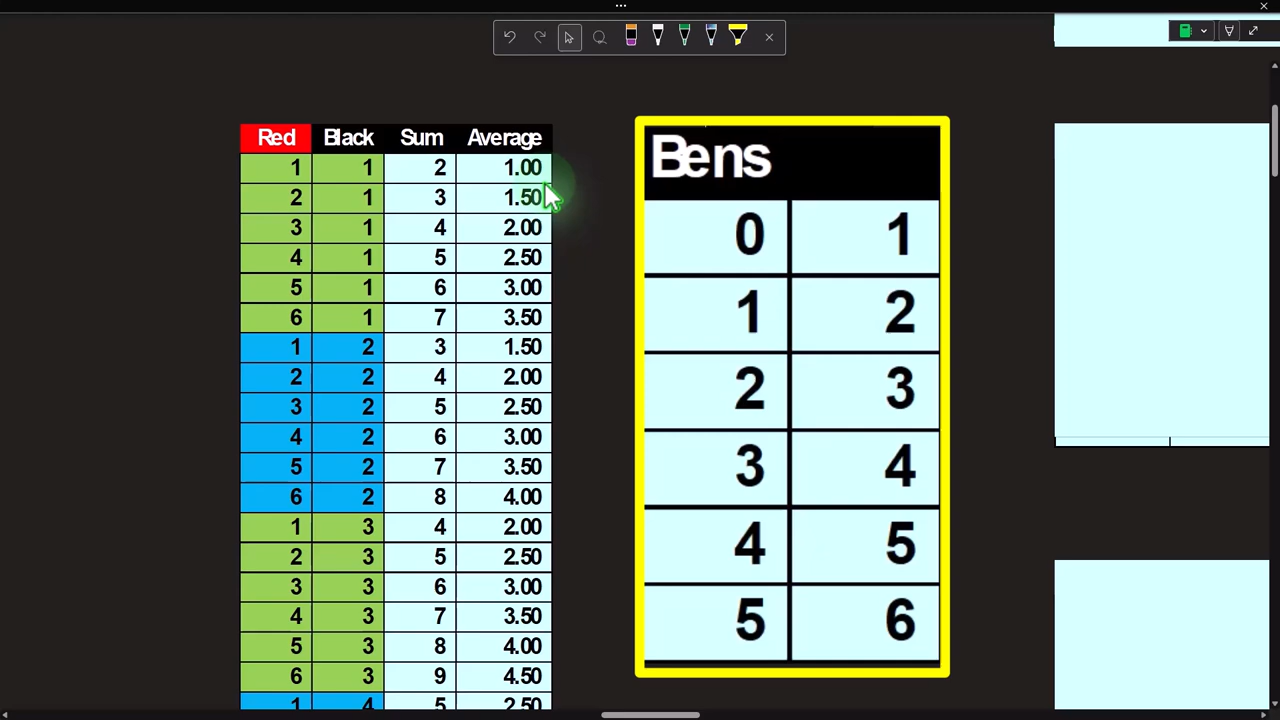 Red Black Sum Average
1 1 2 1.00
2 1 3 1.50
3 1 4 2.00
4 1 5 2.50
5 1 6 3.00
6 1 7 3.50
1 2 3 1.50
2 2 4 2.00
3 2 5 2.50
4 2 6 3.00
5 2 7 3.50
6 2 8 4.00
1 3 4 2.00
2 3 5 2.50
3 3 6 3.00
4 3 7 3.50
5 3 8 4.00
6 3 9 4.50
1 4 5 2.50
Bens
0 1
1 2
2 3
3 4
4 5
5 6